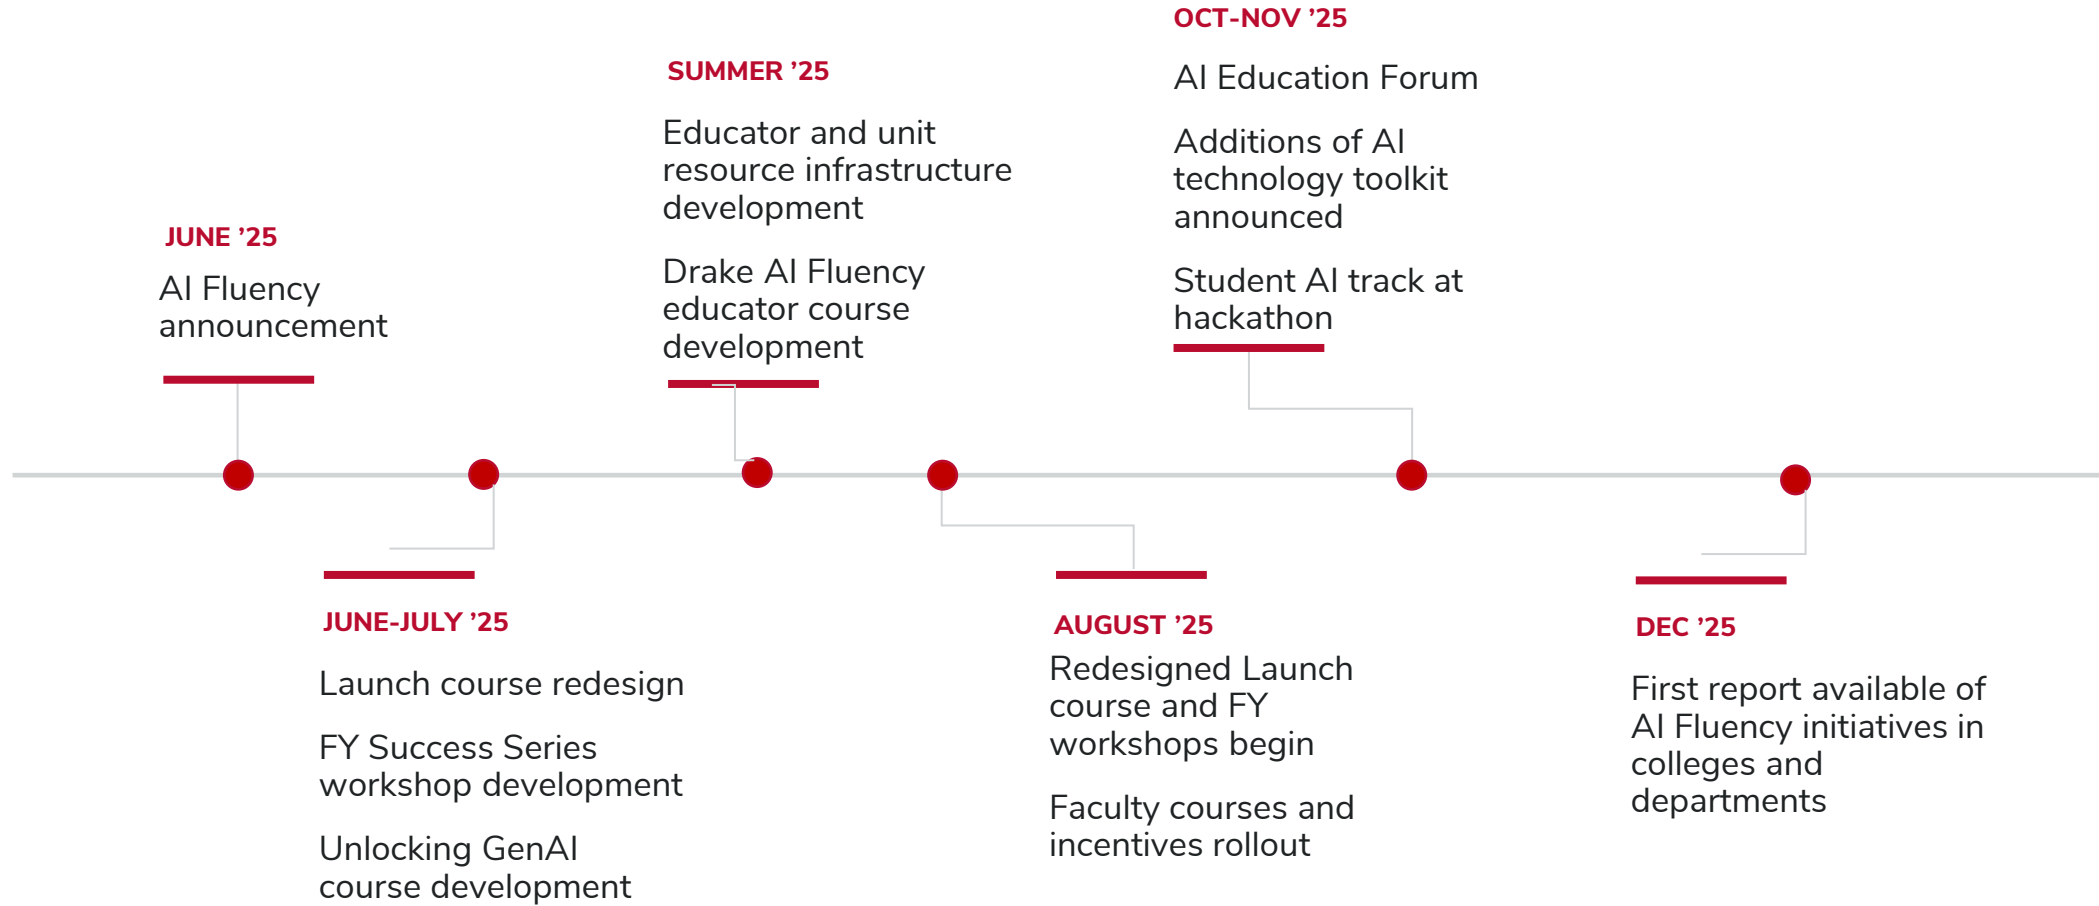 JUNE ’25
AI Fluency
announcement
JUNE-JULY ’25
Launch course redesign
FY Success Series
workshop development
Unlocking GenAI
course development
SUMMER ’25
Educator and unit
resource infrastructure
development
Drake AI Fluency
educator course
development
AUGUST ’25
Redesigned Launch
course and FY
workshops begin
Faculty courses and
incentives rollout
OCT-NOV ’25
AI Education Forum
Additions of AI
technology toolkit
announced
Student AI track at
hackathon
DEC ’25
First report available of
AI Fluency initiatives in
colleges and
departments